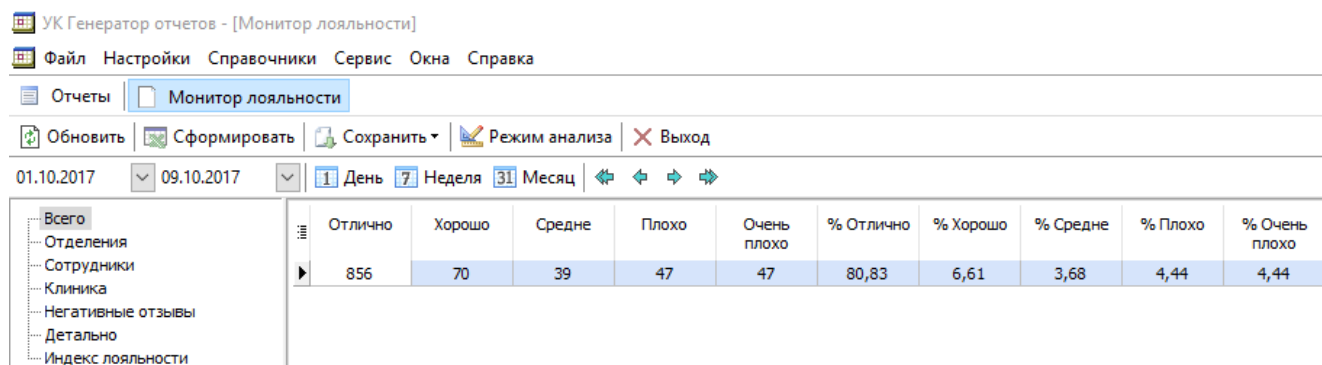 УК Генератор отчетов - [Монитор лояльности]
Файл Настройки Справочники Сервис Окна Справка
Отчеты Монитор лояльности
Обновить Сформировать Сохранить Режим анализа Выход
01.10.2017 09.10.2017 1 День 7 Неделя 31 Месяц
Всего
Отделения
Сотрудники
Клиника
Негативные отзывы
Детально
Индекс лояльности
Отлично Хорошо Средне Плохо Очень плохо % Отлично % Хорошо % Средне % Плохо % Очень плохо
856 70 39 47 47 80,83 6,61 3,68 4,44 4,44